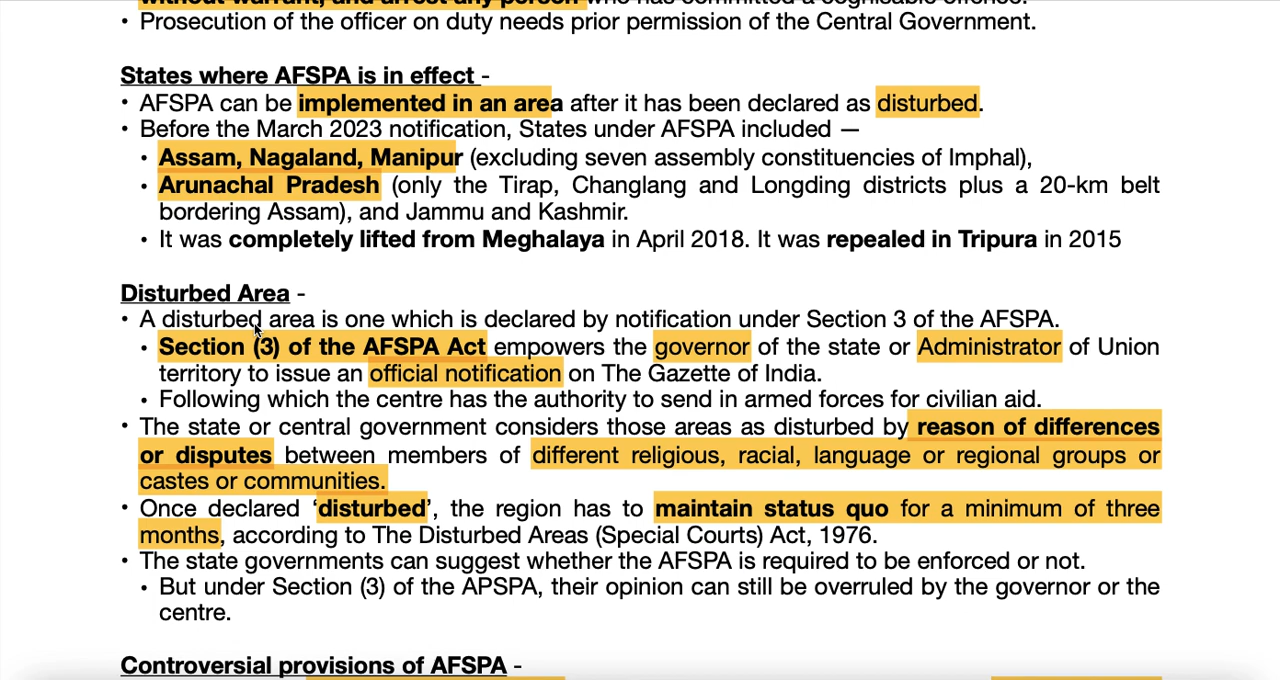 without warrant, and arrest any person who has committed a cognisable offence.
• Prosecution of the officer on duty needs prior permission of the Central Government.
States where AFSPA is in effect -
• AFSPA can be implemented in an area after it has been declared as disturbed.
• Before the March 2023 notification, States under AFSPA included —
• Assam, Nagaland, Manipur (excluding seven assembly constituencies of Imphal),
• Arunachal Pradesh (only the Tirap, Changlang and Longding districts plus a 20-km belt
bordering Assam), and Jammu and Kashmir.
• It was completely lifted from Meghalaya in April 2018. It was repealed in Tripura in 2015
Disturbed Area -
• A disturbed area is one which is declared by notification under Section 3 of the AFSPA.
• Section (3) of the AFSPA Act empowers the governor of the state or Administrator of Union
territory to issue an official notification on The Gazette of India.
• Following which the centre has the authority to send in armed forces for civilian aid.
• The state or central government considers those areas as disturbed by reason of differences
or disputes between members of different religious, racial, language or regional groups or
castes or communities.
• Once declared ‘disturbed’, the region has to maintain status quo for a minimum of three
months, according to The Disturbed Areas (Special Courts) Act, 1976.
• The state governments can suggest whether the AFSPA is required to be enforced or not.
• But under Section (3) of the APSPA, their opinion can still be overruled by the governor or the
centre.
Controversial provisions of AFSPA -